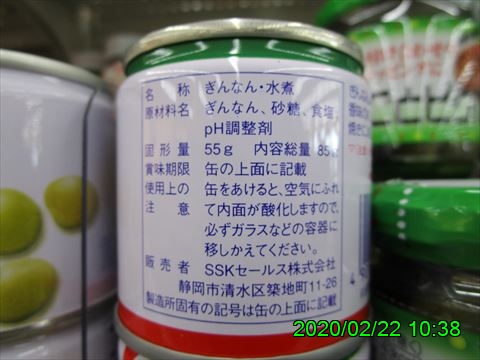 名 称 ぎんなん・水煮
原材料名 ぎんなん、砂糖、食塩、
pH調整剤
固形量 55g 内容総量 85g
賞味期限 缶の上面に記載
使用上の 缶をあけると、空気にふれ
注 意 て内面が酸化しますので、
必ずガラスなどの容器に
移しかえてください。
販売者 SSKセールス株式会社
静岡市清水区築地町11-26
製造所固有の記号は缶の上面に記載
2020/02/22 10:38